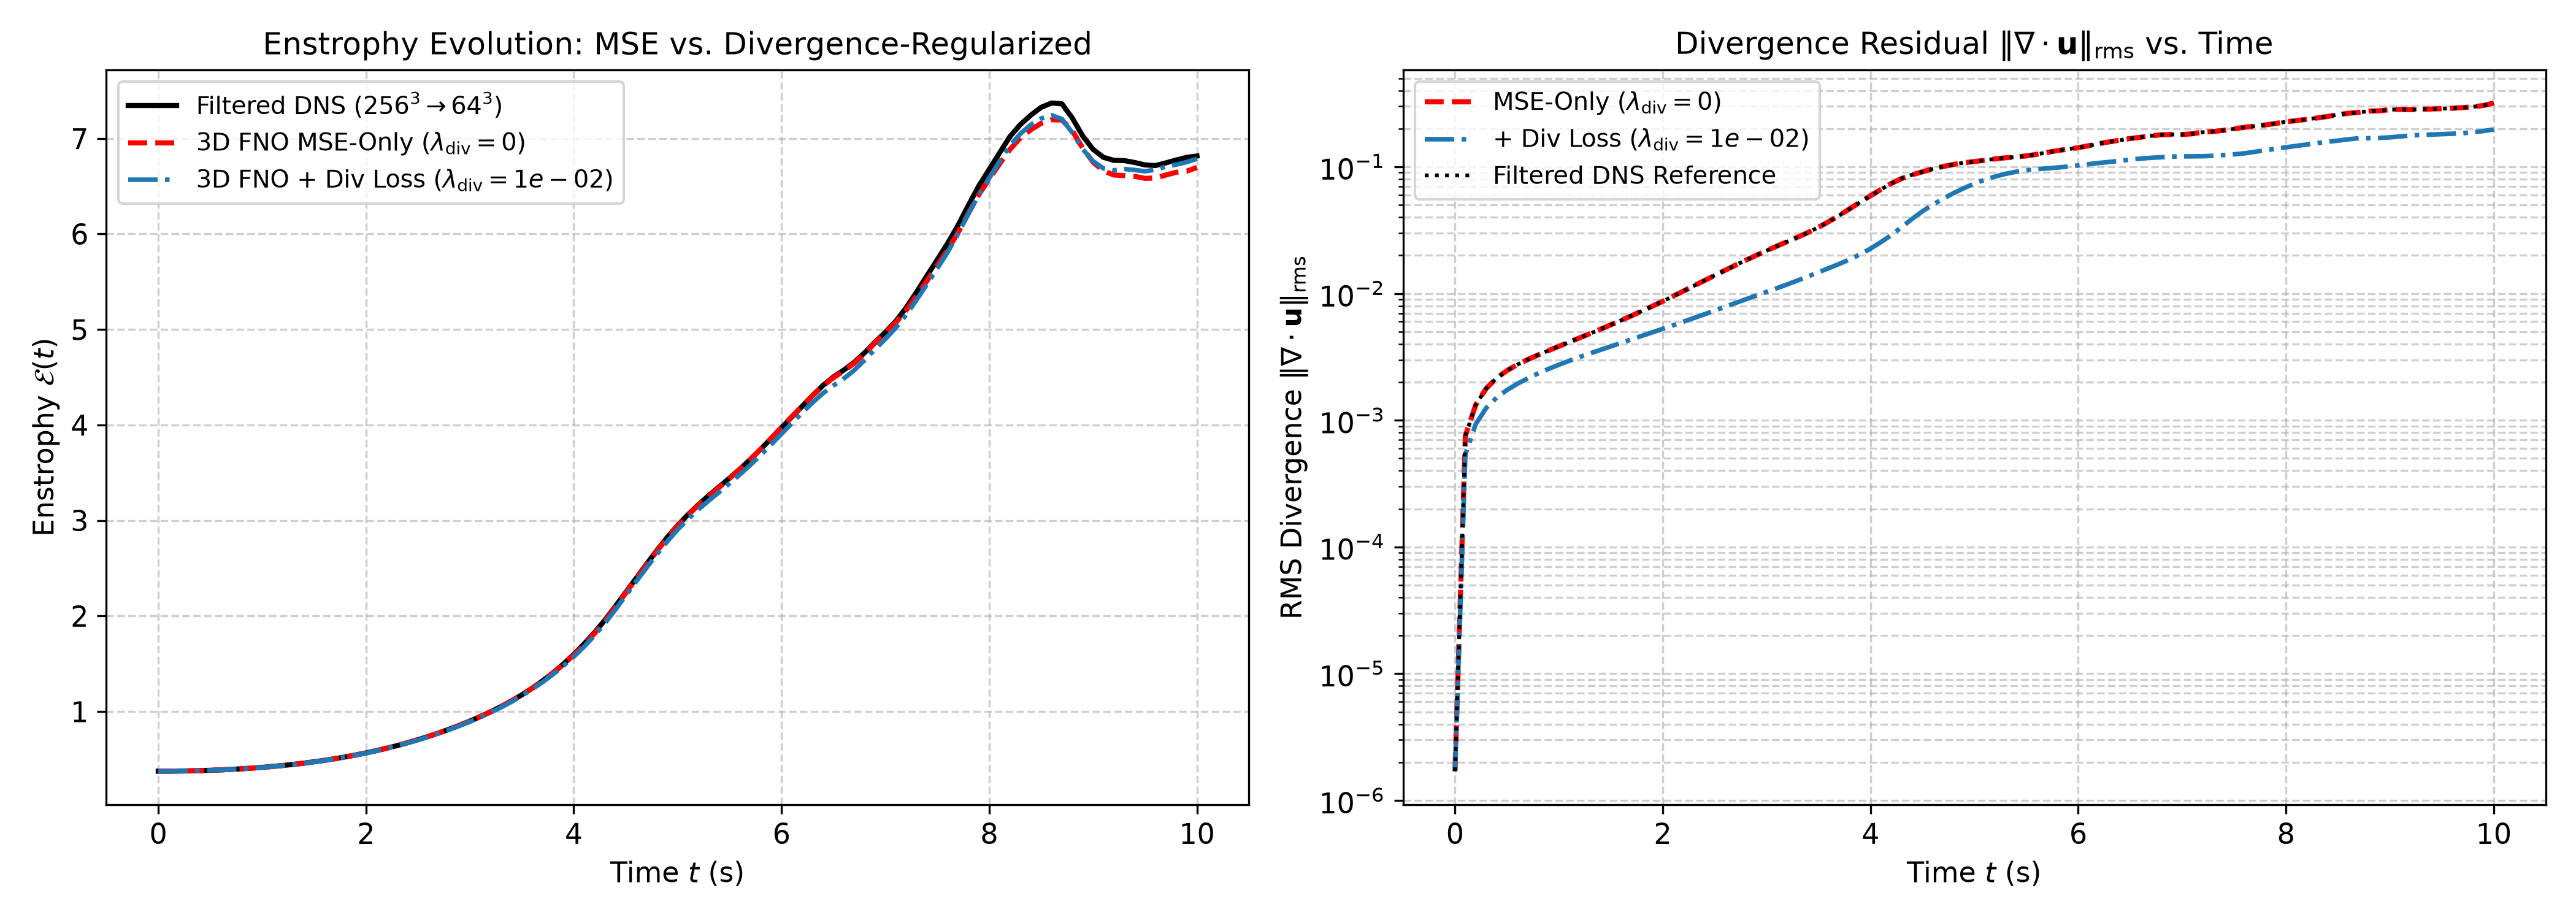 Enstrophy Evolution: MSE vs. Divergence-Regularized
Filtered DNS (256³→64³)
3D FNO MSE-Only (λ_div = 0)
3D FNO + Div Loss (λ_div = 1e − 02)
7
6
5
4
3
2
1
Enstrophy ℰ(t)
0 2 4 6 8 10
Time t (s)
Divergence Residual ‖∇ · 𝐮‖_rms vs. Time
MSE-Only (λ_div = 0)
+ Div Loss (λ_div = 1e − 02)
Filtered DNS Reference
10⁻¹
10⁻²
10⁻³
10⁻⁴
10⁻⁵
10⁻⁶
RMS Divergence ‖∇ · 𝐮‖_rms
0 2 4 6 8 10
Time t (s)